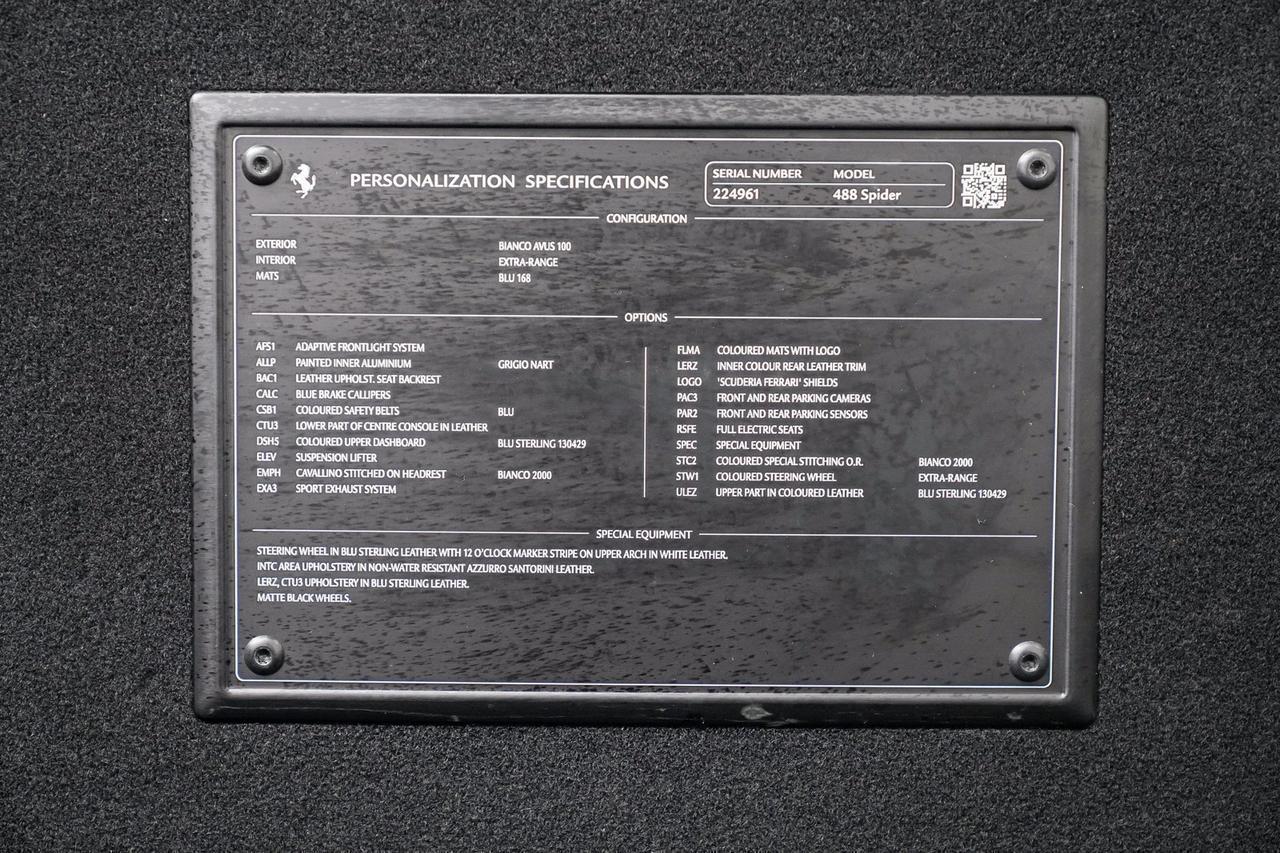 PERSONALIZATION SPECIFICATIONS
SERIAL NUMBER MODEL
224961 488 Spider
CONFIGURATION
EXTERIOR BIANCO AVUS 100
INTERIOR EXTRA-RANGE
MATS BLU 168
OPTIONS
AFS1 ADAPTIVE FRONTLIGHT SYSTEM
ALLP PAINTED INNER ALUMINIUM GRIGIO NART
BAC1 LEATHER UPHOLST. SEAT BACKREST
CALC BLUE BRAKE CALLIPERS
CSB1 COLOURED SAFETY BELTS BLU
CTU3 LOWER PART OF CENTRE CONSOLE IN LEATHER
DSH5 COLOURED UPPER DASHBOARD BLU STERLING 130429
ELEV SUSPENSION LIFTER
EMPH CAVALLINO STITCHED ON HEADREST BIANCO 2000
EXA3 SPORT EXHAUST SYSTEM
FLMA COLOURED MATS WITH LOGO
LERZ INNER COLOUR REAR LEATHER TRIM
LOGO 'SCUDERIA FERRARI' SHIELDS
PAC3 FRONT AND REAR PARKING CAMERAS
PAR2 FRONT AND REAR PARKING SENSORS
RSFE FULL ELECTRIC SEATS
SPEC SPECIAL EQUIPMENT
STC2 COLOURED SPECIAL STITCHING O.R. BIANCO 2000
STW1 COLOURED STEERING WHEEL EXTRA-RANGE
ULEZ UPPER PART IN COLOURED LEATHER BLU STERLING 130429
SPECIAL EQUIPMENT
STEERING WHEEL IN BLU STERLING LEATHER WITH 12 O'CLOCK MARKER STRIPE ON UPPER ARCH IN WHITE LEATHER.
INTC AREA UPHOLSTERY IN NON-WATER RESISTANT AZZURRO SANTORINI LEATHER.
LERZ, CTU3 UPHOLSTERY IN BLU STERLING LEATHER.
MATTE BLACK WHEELS.